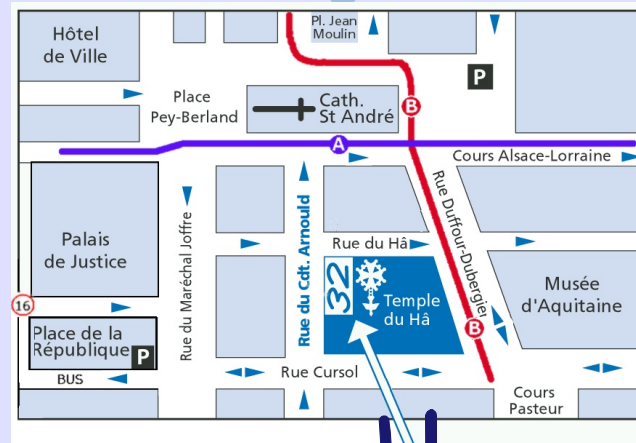 Hôtel
de Ville
Pl. Jean
Moulin
P
Place
Pey-Berland
Cath.
St André
B
A
Cours Alsace-Lorraine
Palais
de Justice
Rue du Maréchal Joffre
Rue du Cdt. Arnould
Rue du Hâ
Rue Duffour-Dubergier
32
Temple
du Hâ
Musée
d'Aquitaine
16
Place de la
République
P
B
BUS
Rue Cursol
Cours
Pasteur